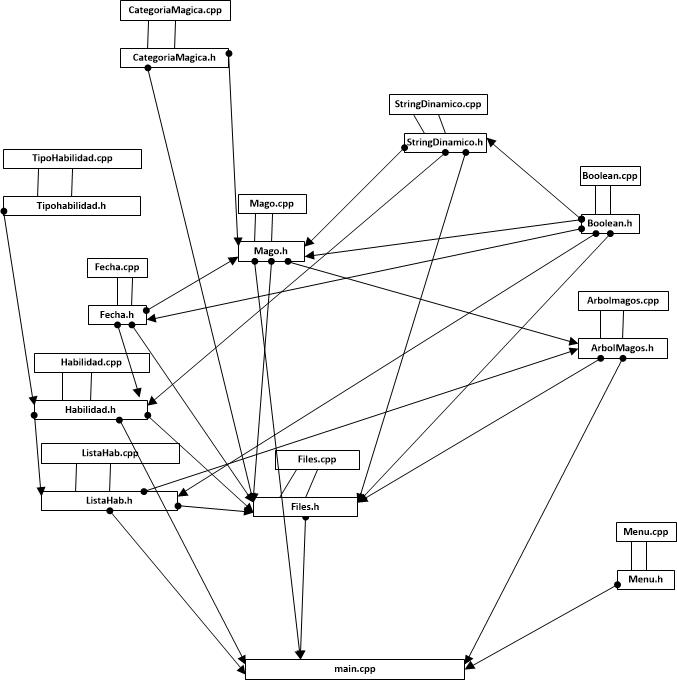 CategoriaMagica.cpp
CategoriaMagica.h
StringDinamico.cpp
StringDinamico.h
TipoHabilidad.cpp
Boolean.cpp
Tipohabilidad.h
Mago.cpp
Boolean.h
Mago.h
Fecha.cpp
Arbolmagos.cpp
Fecha.h
ArbolMagos.h
Habilidad.cpp
Habilidad.h
ListaHab.cpp
Files.cpp
ListaHab.h
Files.h
Menu.cpp
Menu.h
main.cpp